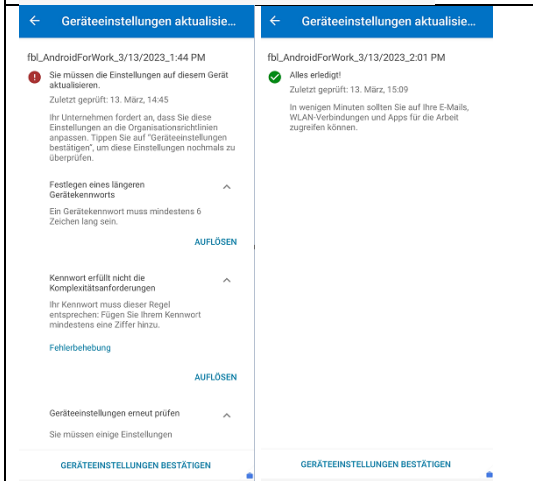 Geräteeinstellungen aktualisie...
fbl_AndroidForWork_3/13/2023_1:44 PM
Sie müssen die Einstellungen auf diesem Gerät
aktualisieren.
Zuletzt geprüft: 13. März, 14:45
Ihr Unternehmen fordert an, dass Sie diese
Einstellungen an die Organisationsrichtlinien
anpassen. Tippen Sie auf "Geräteeinstellungen
bestätigen", um diese Einstellungen nochmals zu
überprüfen.
Festlegen eines längeren
Gerätekennworts
Ein Gerätekennwort muss mindestens 6
Zeichen lang sein.
AUFLÖSEN
Kennwort erfüllt nicht die
Komplexitätsanforderungen
Ihr Kennwort muss dieser Regel
entsprechen: Fügen Sie Ihrem Kennwort
mindestens eine Ziffer hinzu.
Fehlerbehebung
AUFLÖSEN
Geräteeinstellungen erneut prüfen
Sie müssen einige Einstellungen
GERÄTEEINSTELLUNGEN BESTÄTIGEN
Geräteeinstellungen aktualisie...
fbl_AndroidForWork_3/13/2023_2:01 PM
Alles erledigt!
Zuletzt geprüft: 13. März, 15:09
In wenigen Minuten sollten Sie auf Ihre E-Mails,
WLAN-Verbindungen und Apps für die Arbeit
zugreifen können.
GERÄTEEINSTELLUNGEN BESTÄTIGEN